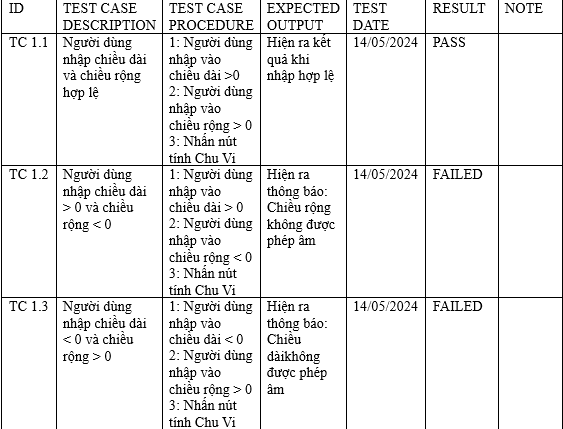 ID
TEST CASE
DESCRIPTION
TEST CASE
PROCEDURE
EXPECTED
OUTPUT
TEST
DATE
RESULT
NOTE
TC 1.1
Người dùng
nhập chiều dài
và chiều rộng
hợp lệ
1: Người dùng
nhập vào
chiều dài >0
2: Người dùng
nhập vào
chiều rộng > 0
3: Nhấn nút
tính Chu Vi
Hiện ra kết
quả khi
nhập hợp lệ
14/05/2024
PASS
TC 1.2
Người dùng
nhập chiều dài
> 0 và chiều
rộng < 0
1: Người dùng
nhập vào
chiều dài > 0
2: Người dùng
nhập vào
chiều rộng < 0
3: Nhấn nút
tính Chu Vi
Hiện ra
thông báo:
Chiều rộng
không được
phép âm
14/05/2024
FAILED
TC 1.3
Người dùng
nhập chiều dài
< 0 và chiều
rộng > 0
1: Người dùng
nhập vào
chiều dài < 0
2: Người dùng
nhập vào
chiều rộng > 0
3: Nhấn nút
tính Chu Vi
Hiện ra
thông báo:
Chiều
dàikhông
được phép
âm
14/05/2024
FAILED